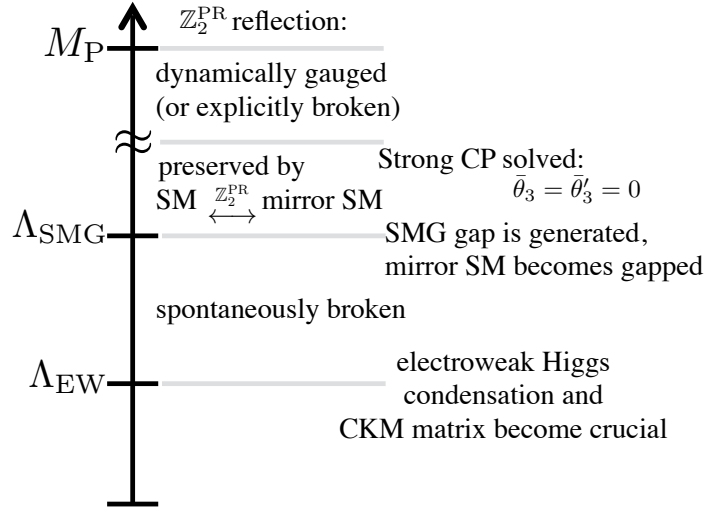 ℤ₂^PR reflection:
M_P
dynamically gauged
(or explicitly broken)
≈
preserved by
SM ⟷^{ℤ₂^PR} mirror SM
Strong CP solved:
θ̄₃ = θ̄′₃ = 0
Λ_SMG
SMG gap is generated,
mirror SM becomes gapped
spontaneously broken
Λ_EW
electroweak Higgs
condensation and
CKM matrix become crucial